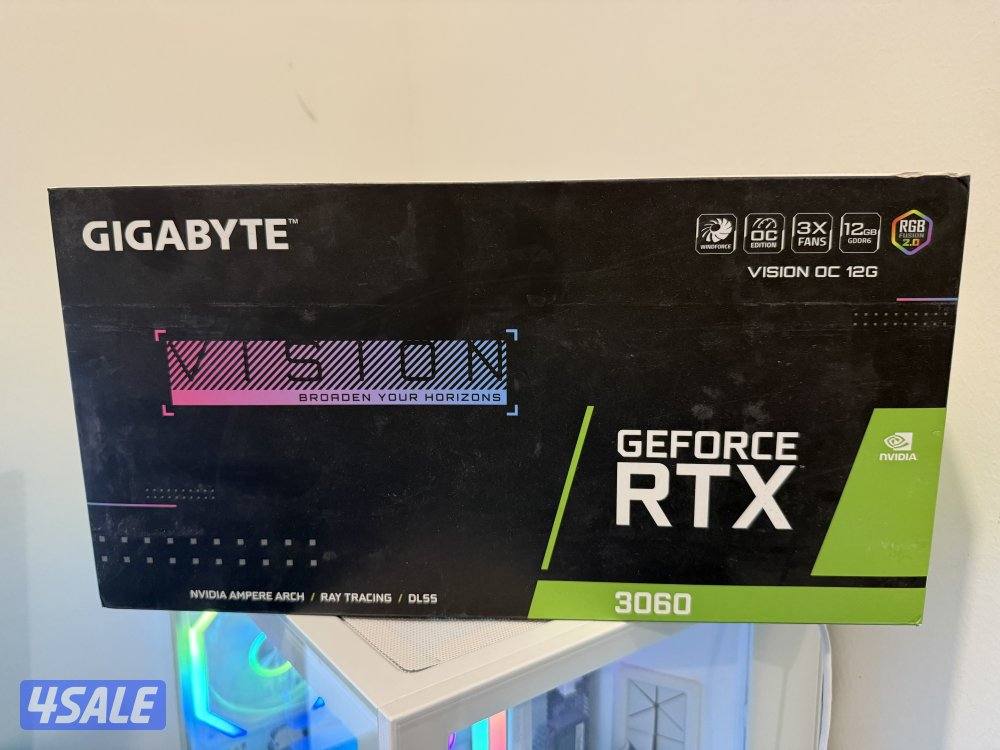 GIGABYTE™
WINDFORCE
OC
EDITION
3X
FANS
12GB
GDDR6
RGB
FUSION
2.0
VISION OC 12G
VISION
BROADEN YOUR HORIZONS
GEFORCE
RTX
NVIDIA
NVIDIA AMPERE ARCH / RAY TRACING / DLSS
3060
4SALE